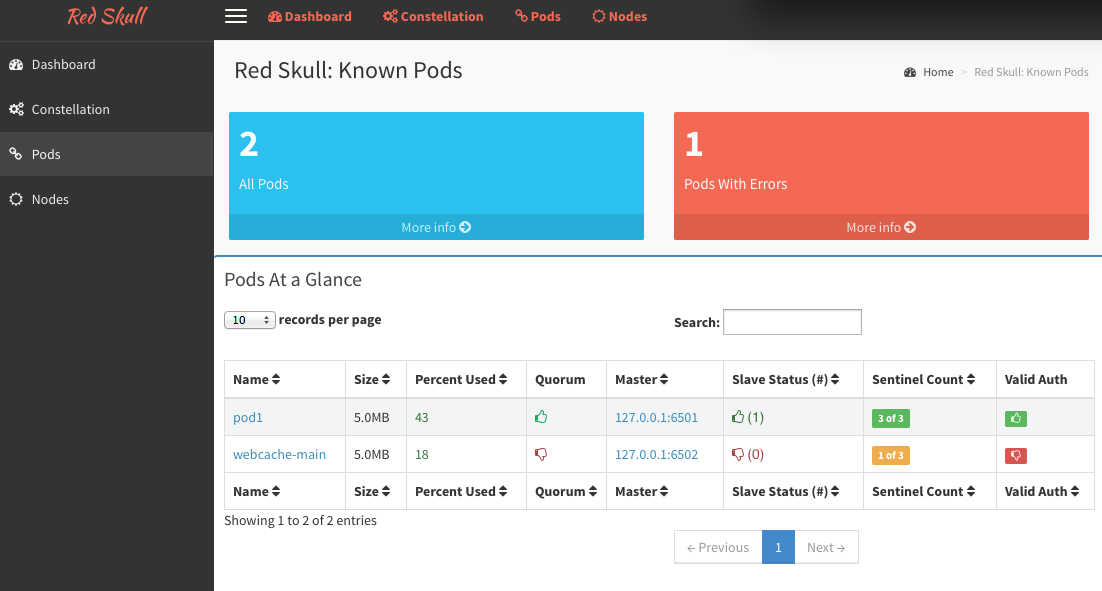 Red Skull
Dashboard Constellation Pods Nodes
Dashboard
Constellation
Pods
Nodes
Red Skull: Known Pods
Home > Red Skull: Known Pods
2
All Pods
More info
1
Pods With Errors
More info
Pods At a Glance
10 records per page
Search:
Name Size Percent Used Quorum Master Slave Status (#) Sentinel Count Valid Auth
pod1 5.0MB 43 127.0.0.1:6501 (1) 3 of 3
webcache-main 5.0MB 18 127.0.0.1:6502 (0) 1 of 3
Name Size Percent Used Quorum Master Slave Status (#) Sentinel Count Valid Auth
Showing 1 to 2 of 2 entries
← Previous 1 Next →